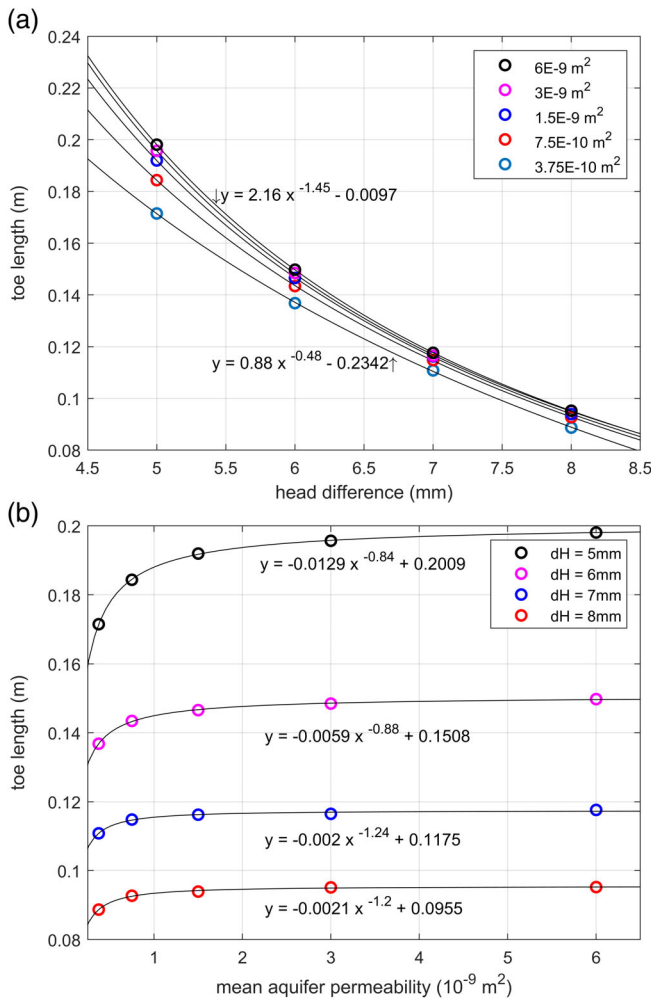 (a)
0.24
0.22
0.2
0.18
0.16
0.14
0.12
0.1
0.08
toe length (m)
6E-9 m²
3E-9 m²
1.5E-9 m²
7.5E-10 m²
3.75E-10 m²
↓y = 2.16 x ^-1.45 - 0.0097
y = 0.88 x ^-0.48 - 0.2342↑
4.5 5 5.5 6 6.5 7 7.5 8 8.5
head difference (mm)
(b)
0.2
0.18
0.16
0.14
0.12
0.1
0.08
toe length (m)
dH = 5mm
dH = 6mm
dH = 7mm
dH = 8mm
y = -0.0129 x ^-0.84 + 0.2009
y = -0.0059 x ^-0.88 + 0.1508
y = -0.002 x ^-1.24 + 0.1175
y = -0.0021 x ^-1.2 + 0.0955
1 2 3 4 5 6
mean aquifer permeability (10⁻⁹ m²)